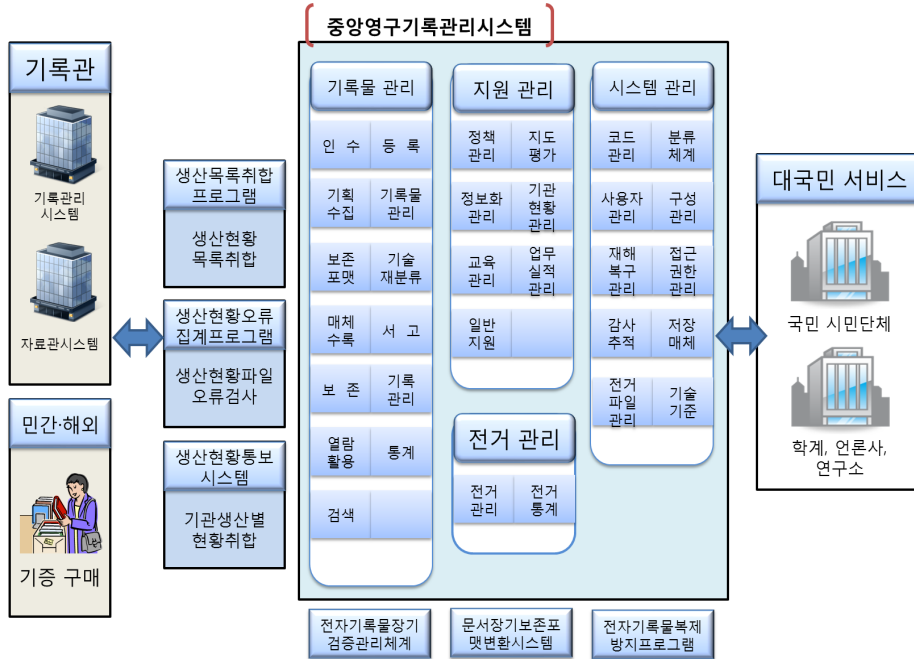 중앙영구기록관리시스템
기록관
기록관리
시스템
자료관시스템
민간·해외
기증 구매
생산목록취합
프로그램
생산현황
목록취합
생산현황오류
집계프로그램
생산현황파일
오류검사
생산현황통보
시스템
기관생산별
현황취합
기록물 관리
인 수
등 록
기획
수집
기록물
관리
보존
포맷
기술
재분류
매체
수록
서 고
보 존
기록
관리
열람
활용
통계
검색
지원 관리
정책
관리
지도
평가
정보화
관리
기관
현황
관리
교육
관리
업무
실적
관리
일반
지원
전거 관리
전거
관리
전거
통계
시스템 관리
코드
관리
분류
체계
사용자
관리
구성
관리
재해
복구
관리
접근
권한
관리
감사
추적
저장
매체
전거
파일
관리
기술
기준
대국민 서비스
국민 시민단체
학계, 언론사,
연구소
전자기록물장기
검증관리체계
문서장기보존포
맷변환시스템
전자기록물복제
방지프로그램